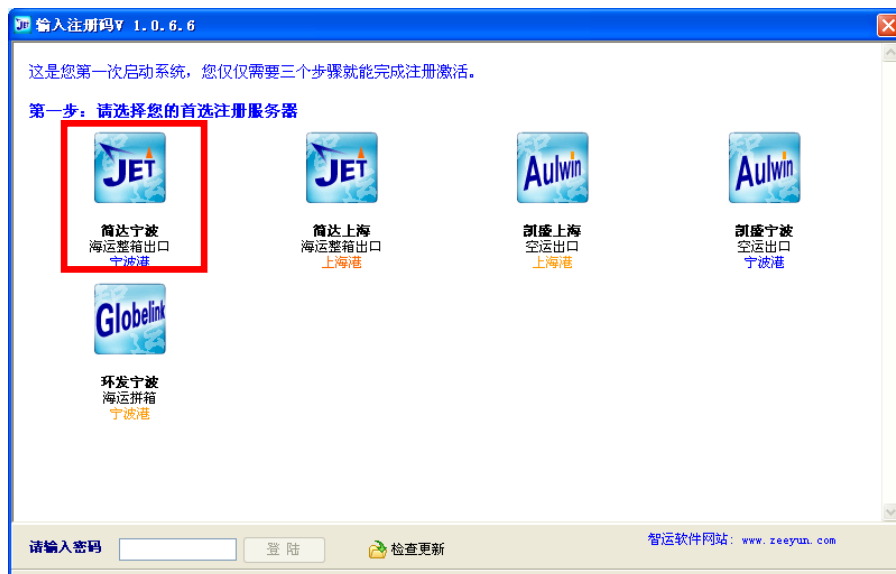 输入注册码V 1.0.6.6
这是您第一次启动系统，您仅仅需要三个步骤就能完成注册激活。
第一步：请选择您的首选注册服务器
JET
JET
Aulwin
Aulwin
简达宁波
简达上海
凯盛上海
凯盛宁波
海运整箱出口
海运整箱出口
空运出口
空运出口
宁波港
上海港
上海港
宁波港
Globelink
环发宁波
海运拼箱
宁波港
请输入密码
登 陆
检查更新
智运软件网站：www.zeeyun.com